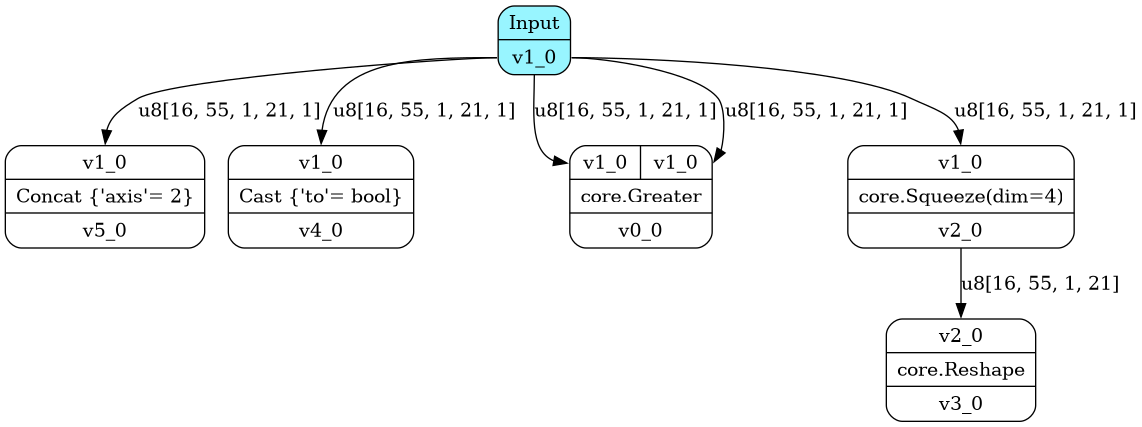 Input
v1_0
u8[16, 55, 1, 21, 1]
u8[16, 55, 1, 21, 1]
u8[16, 55, 1, 21, 1]
u8[16, 55, 1, 21, 1]
u8[16, 55, 1, 21, 1]
v1_0
Concat {'axis'= 2}
v5_0
v1_0
Cast {'to'= bool}
v4_0
v1_0 v1_0
core.Greater
v0_0
v1_0
core.Squeeze(dim=4)
v2_0
u8[16, 55, 1, 21]
v2_0
core.Reshape
v3_0